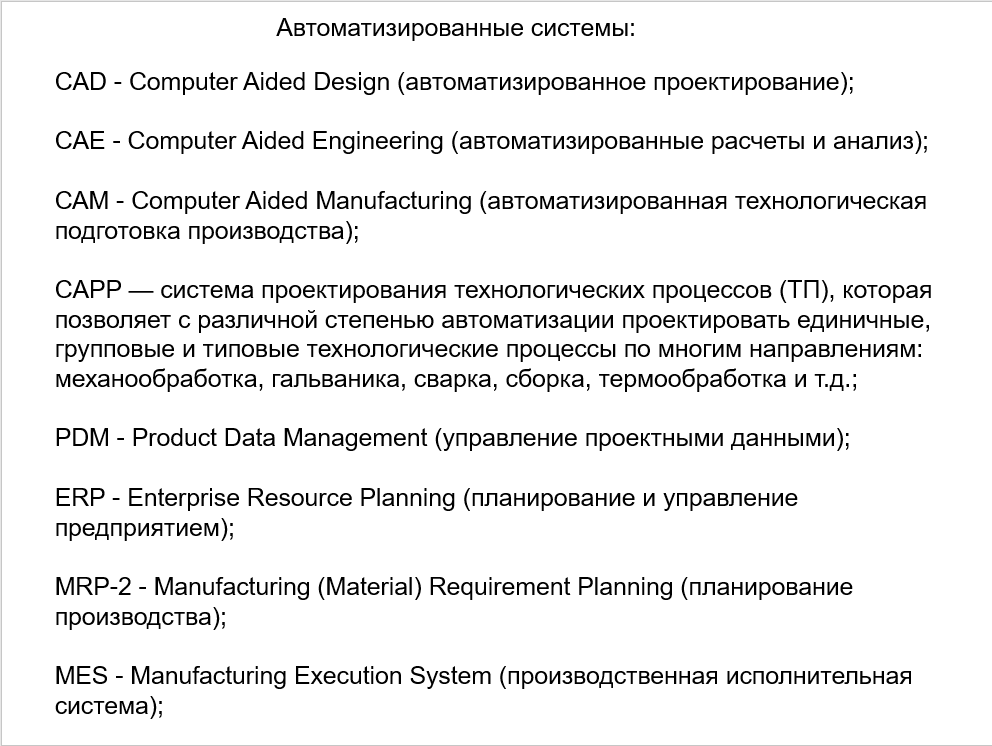 Автоматизированные системы:
CAD - Computer Aided Design (автоматизированное проектирование);
CAE - Computer Aided Engineering (автоматизированные расчеты и анализ);
CAM - Computer Aided Manufacturing (автоматизированная технологическая
подготовка производства);
CAPP — система проектирования технологических процессов (ТП), которая
позволяет с различной степенью автоматизации проектировать единичные,
групповые и типовые технологические процессы по многим направлениям:
механообработка, гальваника, сварка, сборка, термообработка и т.д.;
PDM - Product Data Management (управление проектными данными);
ERP - Enterprise Resource Planning (планирование и управление
предприятием);
MRP-2 - Manufacturing (Material) Requirement Planning (планирование
производства);
MES - Manufacturing Execution System (производственная исполнительная
система);